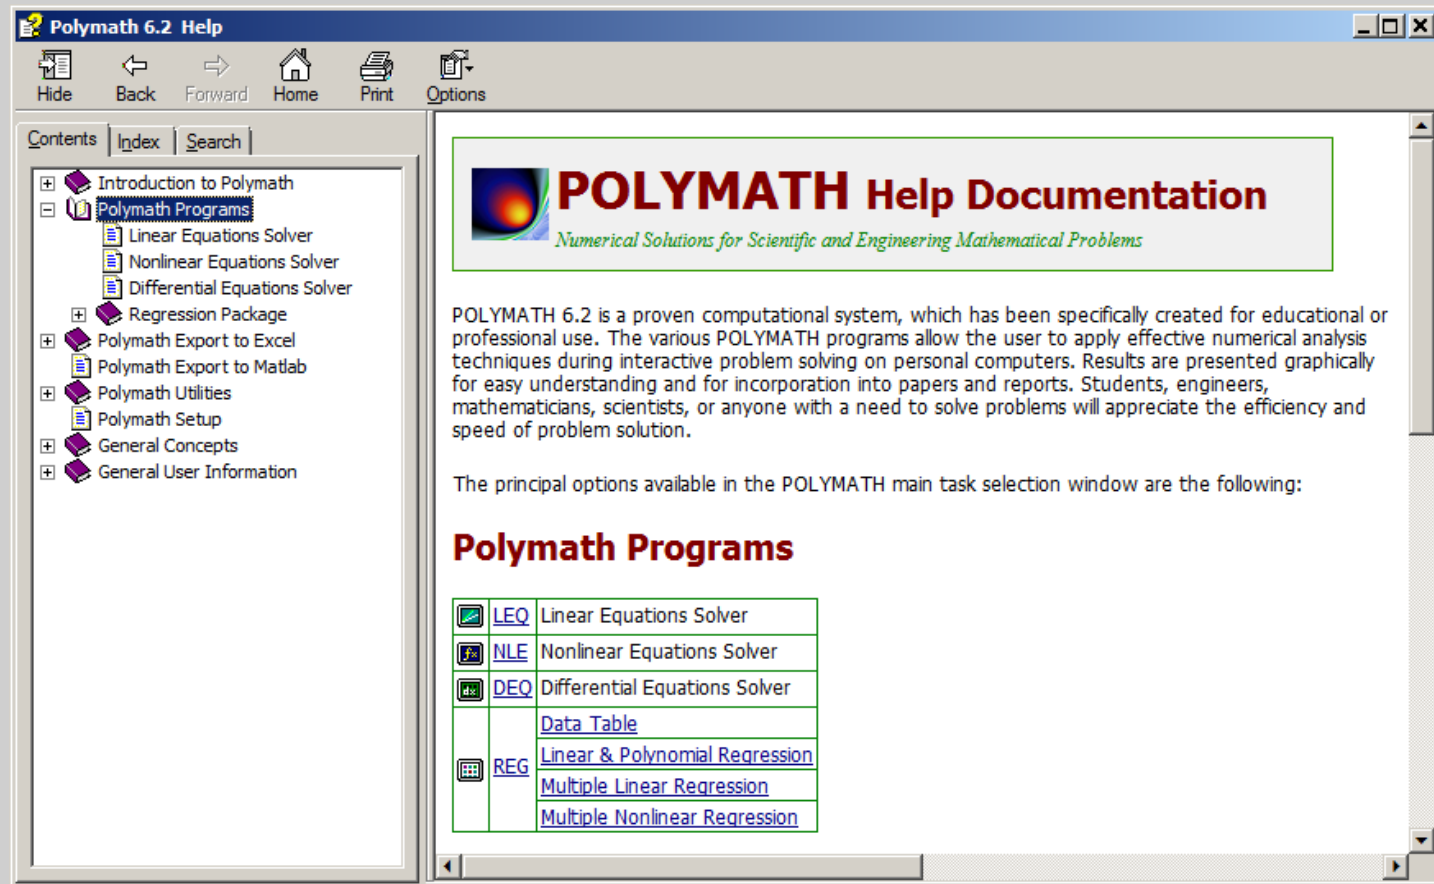 Polymath 6.2 Help
Hide Back Forward Home Print Options
Contents Index Search
Introduction to Polymath
Polymath Programs
Linear Equations Solver
Nonlinear Equations Solver
Differential Equations Solver
Regression Package
Polymath Export to Excel
Polymath Export to Matlab
Polymath Utilities
Polymath Setup
General Concepts
General User Information
POLYMATH Help Documentation
Numerical Solutions for Scientific and Engineering Mathematical Problems
POLYMATH 6.2 is a proven computational system, which has been specifically created for educational or
professional use. The various POLYMATH programs allow the user to apply effective numerical analysis
techniques during interactive problem solving on personal computers. Results are presented graphically
for easy understanding and for incorporation into papers and reports. Students, engineers,
mathematicians, scientists, or anyone with a need to solve problems will appreciate the efficiency and
speed of problem solution.
The principal options available in the POLYMATH main task selection window are the following:
Polymath Programs
LEQ Linear Equations Solver
NLE Nonlinear Equations Solver
DEQ Differential Equations Solver
REG
Data Table
Linear & Polynomial Regression
Multiple Linear Regression
Multiple Nonlinear Regression